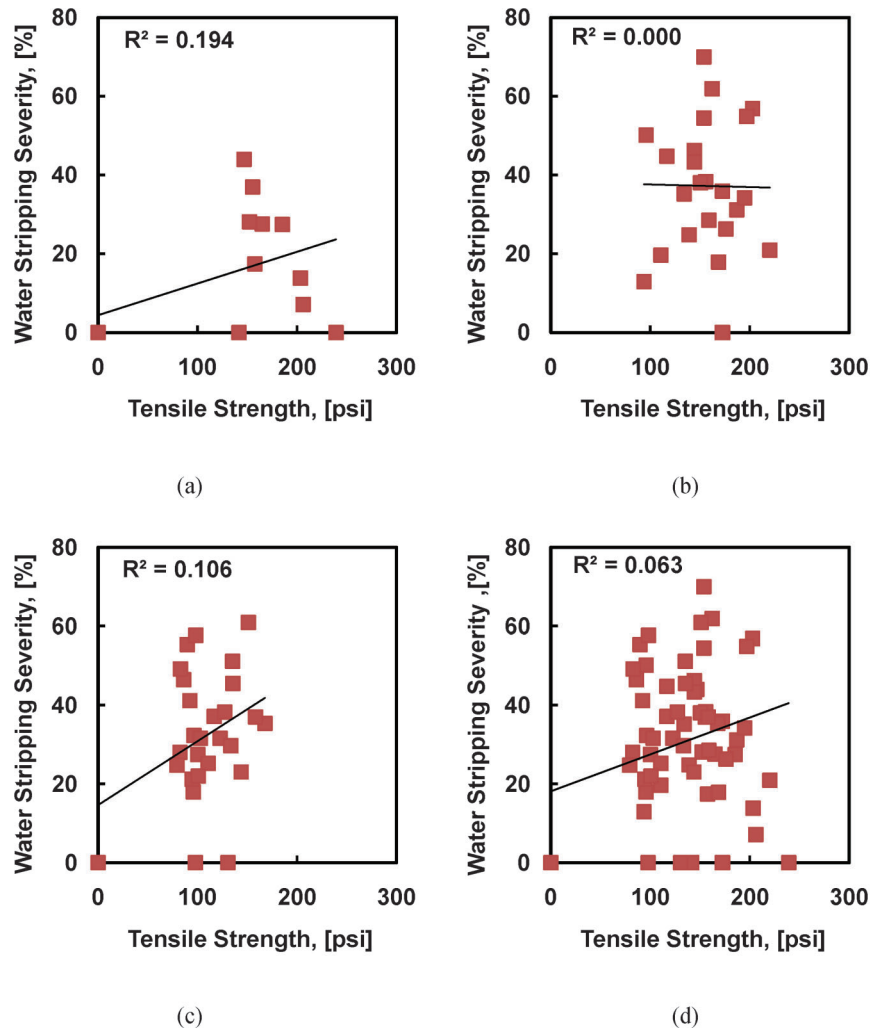 80
60
40
20
0
Water Stripping Severity, [%]
R² = 0.194
0 100 200 300
Tensile Strength, [psi]
(a)
80
60
40
20
0
Water Stripping Severity, [%]
R² = 0.000
0 100 200 300
Tensile Strength, [psi]
(b)
80
60
40
20
0
Water Stripping Severity, [%]
R² = 0.106
0 100 200 300
Tensile Strength, [psi]
(c)
80
60
40
20
0
Water Stripping Severity ,[%]
R² = 0.063
0 100 200 300
Tensile Strength, [psi]
(d)